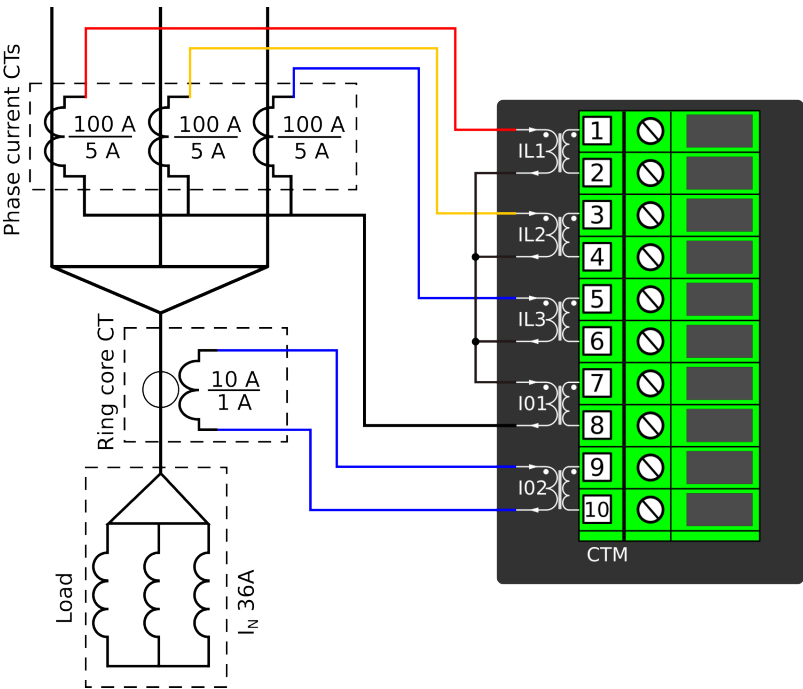 Phase current CTs
100 A
5 A
100 A
5 A
100 A
5 A
Ring core CT
10 A
1 A
Load
IN 36A
IL1
IL2
IL3
I01
I02
1
2
3
4
5
6
7
8
9
10
CTM